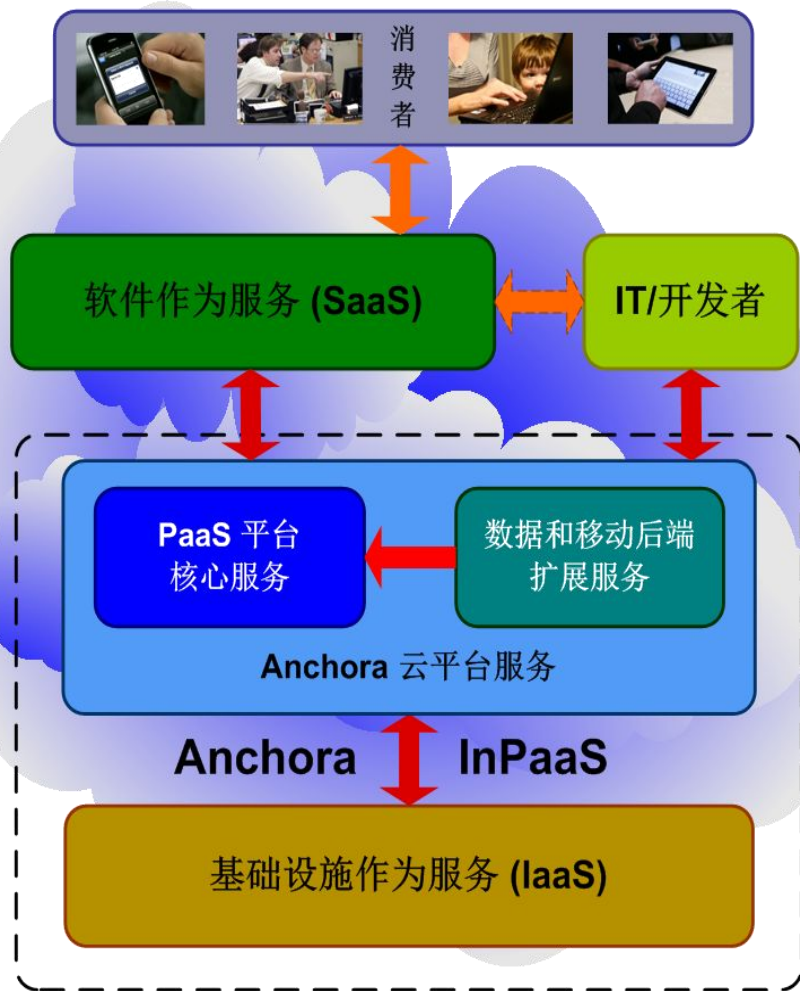 消
费
者
软件作为服务 (SaaS)
IT/开发者
PaaS 平台
核心服务
数据和移动后端
扩展服务
Anchora 云平台服务
Anchora InPaaS
基础设施作为服务 (IaaS)